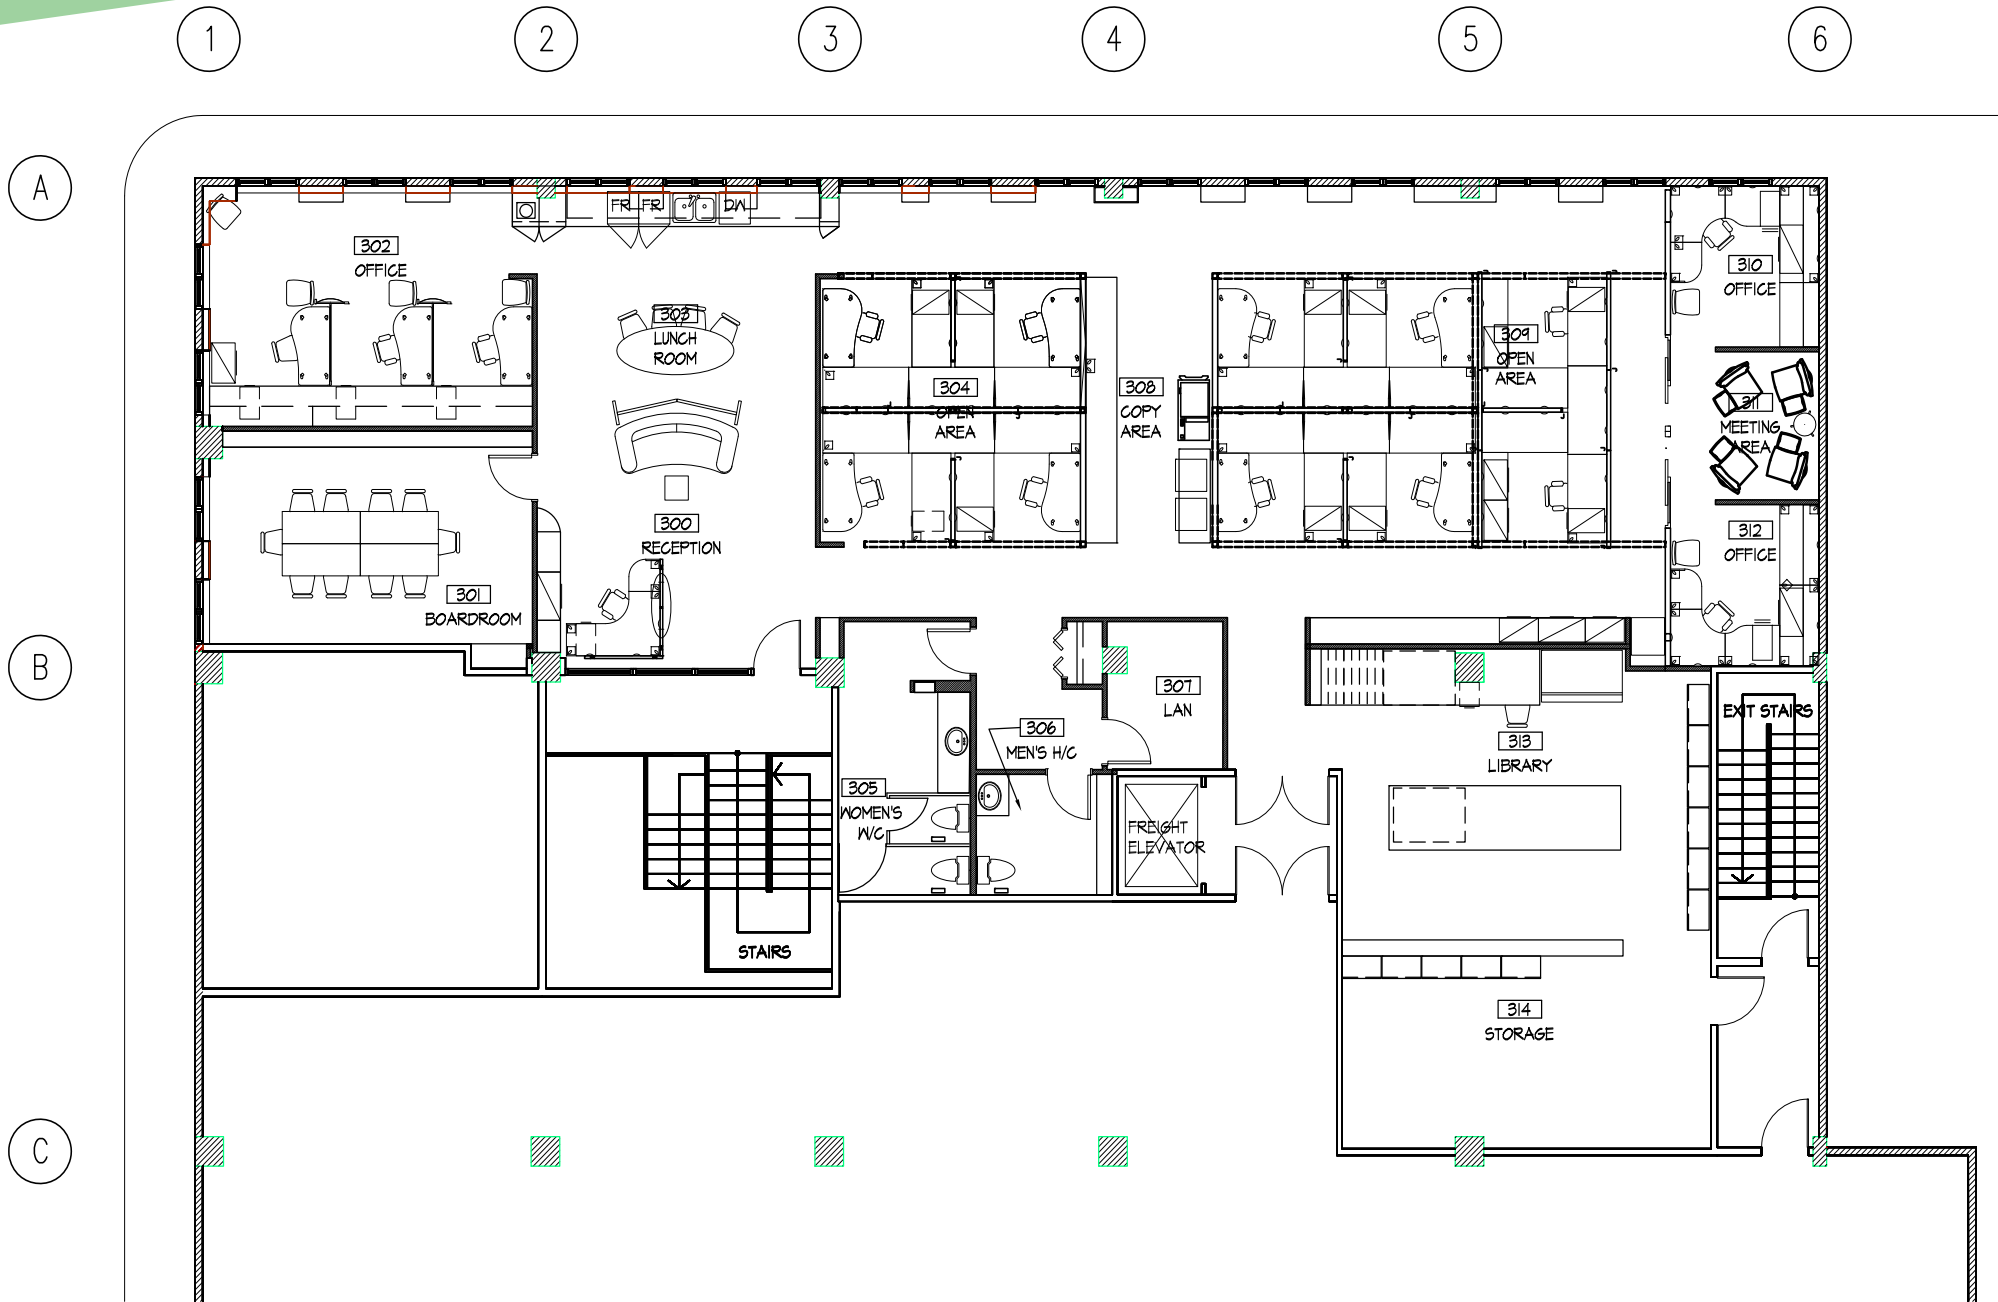 1 2 3 4 5 6
A
FR FR DW
302
OFFICE
310
OFFICE
303
LUNCH
ROOM
309
OPEN
AREA
304
OPEN
AREA
308
COPY
AREA
311
MEETING
AREA
300
RECEPTION
312
OFFICE
301
BOARDROOM
B
307
LAN
EXIT STAIRS
306
MEN'S H/C
313
LIBRARY
305
WOMEN'S
W/C
FREIGHT
ELEVATOR
STAIRS
314
STORAGE
C